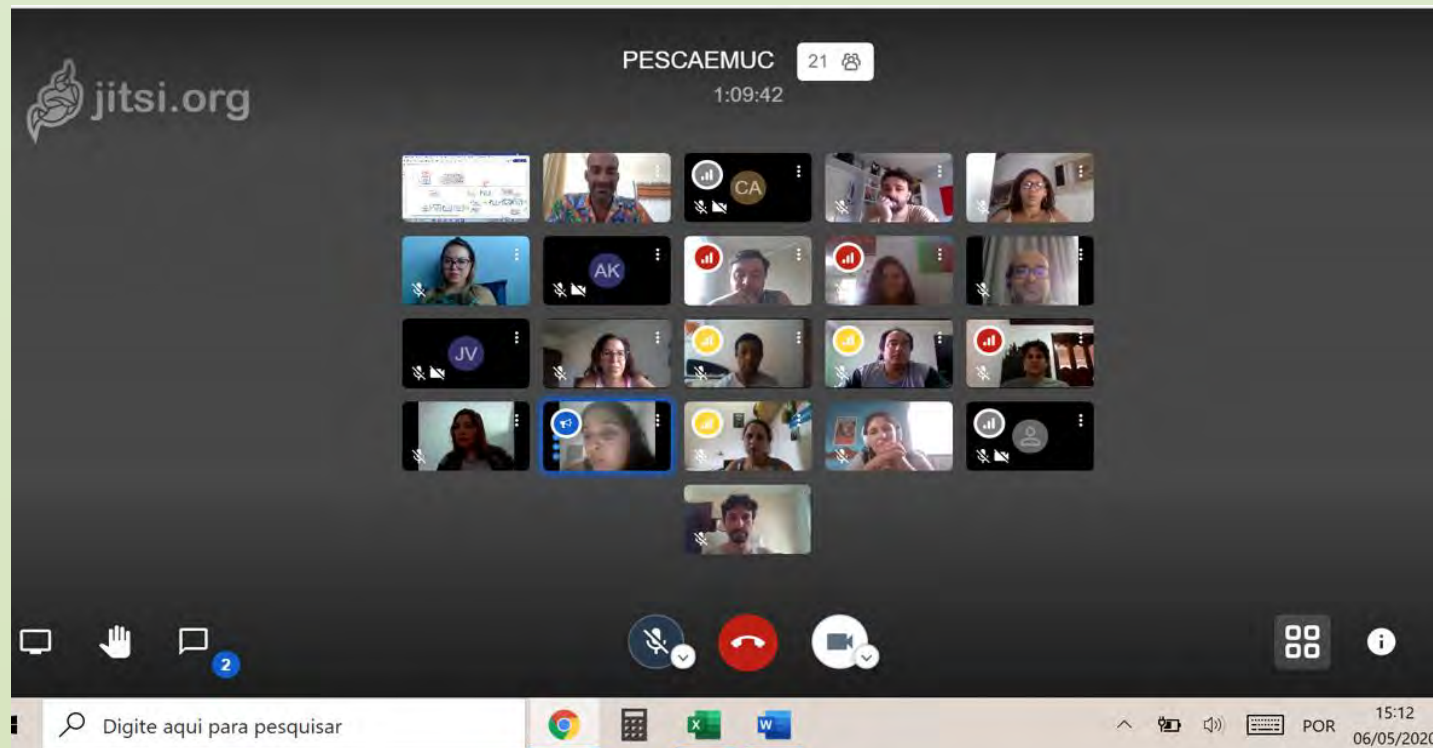 jitsi.org
PESCAEMUC 21
1:09:42
CA
AK
JV
2
Digite aqui para pesquisar
POR
15:12
06/05/2020